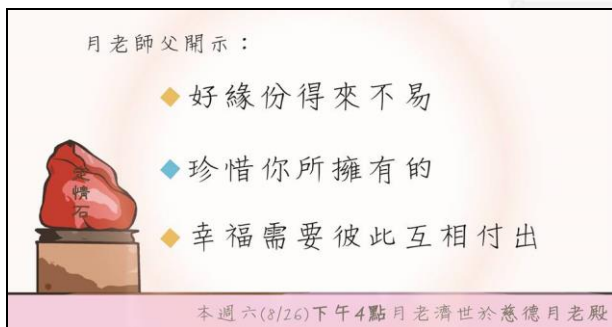 月老師父開示：
◆好緣份得來不易
◆珍惜你所擁有的
定情石
◆幸福需要彼此互相付出
本週六(8/26)下午4點月老濟世於慈德月老殿